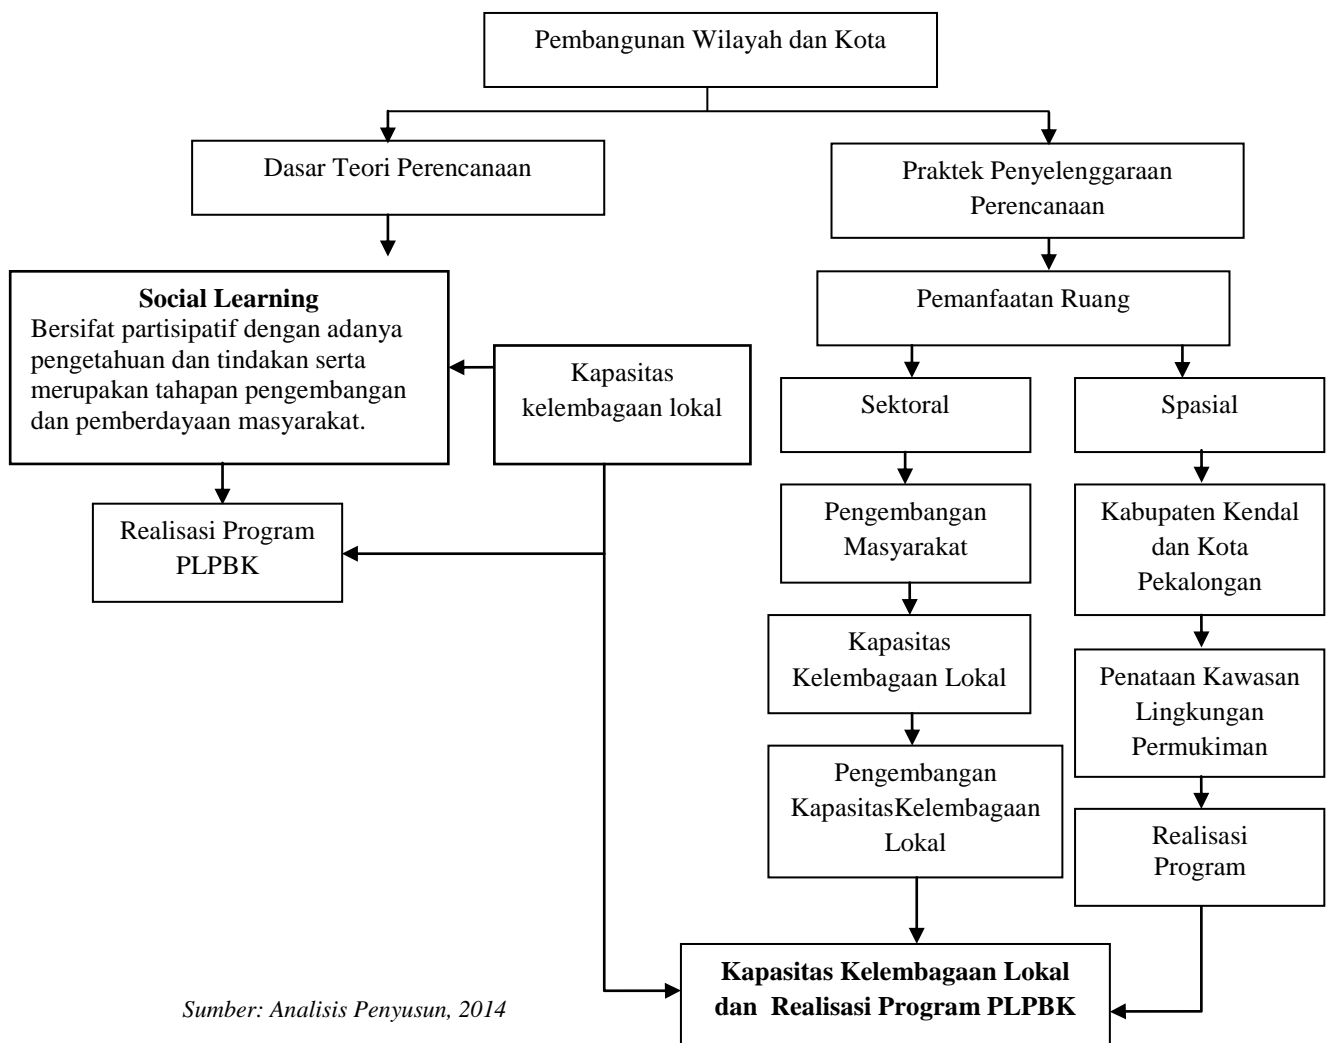 Pembangunan Wilayah dan Kota
Dasar Teori Perencanaan
Praktek Penyelenggaraan
Perencanaan
Social Learning
Bersifat partisipatif dengan adanya
pengetahuan dan tindakan serta
merupakan tahapan pengembangan
dan pemberdayaan masyarakat.
Kapasitas
kelembagaan lokal
Realisasi Program
PLPBK
Pemanfaatan Ruang
Sektoral
Spasial
Pengembangan
Masyarakat
Kabupaten Kendal
dan Kota
Pekalongan
Kapasitas
Kelembagaan Lokal
Penataan Kawasan
Lingkungan
Permukiman
Pengembangan
KapasitasKelembagaan
Lokal
Realisasi
Program
Kapasitas Kelembagaan Lokal
dan Realisasi Program PLPBK
Sumber: Analisis Penyusun, 2014